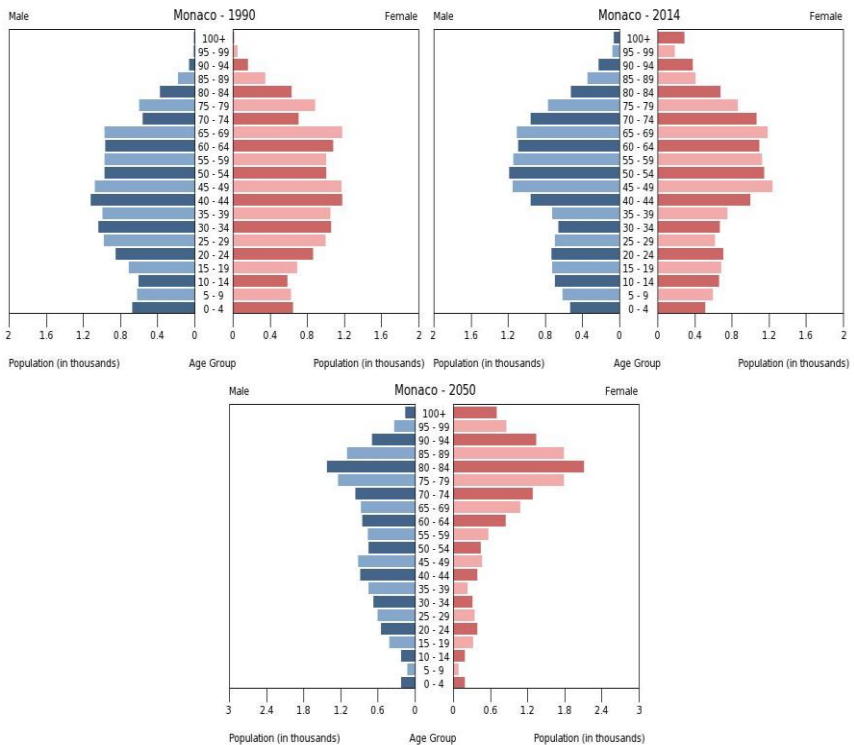 Male Monaco - 1990 Female
100+
95 - 99
90 - 94
85 - 89
80 - 84
75 - 79
70 - 74
65 - 69
60 - 64
55 - 59
50 - 54
45 - 49
40 - 44
35 - 39
30 - 34
25 - 29
20 - 24
15 - 19
10 - 14
5 - 9
0 - 4
2 1.6 1.2 0.8 0.4 0 0 0.4 0.8 1.2 1.6 2
Population (in thousands) Age Group Population (in thousands)
Male Monaco - 2014 Female
100+
95 - 99
90 - 94
85 - 89
80 - 84
75 - 79
70 - 74
65 - 69
60 - 64
55 - 59
50 - 54
45 - 49
40 - 44
35 - 39
30 - 34
25 - 29
20 - 24
15 - 19
10 - 14
5 - 9
0 - 4
2 1.6 1.2 0.8 0.4 0 0 0.4 0.8 1.2 1.6 2
Population (in thousands) Age Group Population (in thousands)
Male Monaco - 2050 Female
100+
95 - 99
90 - 94
85 - 89
80 - 84
75 - 79
70 - 74
65 - 69
60 - 64
55 - 59
50 - 54
45 - 49
40 - 44
35 - 39
30 - 34
25 - 29
20 - 24
15 - 19
10 - 14
5 - 9
0 - 4
3 2.4 1.8 1.2 0.6 0 0 0.6 1.2 1.8 2.4 3
Population (in thousands) Age Group Population (in thousands)